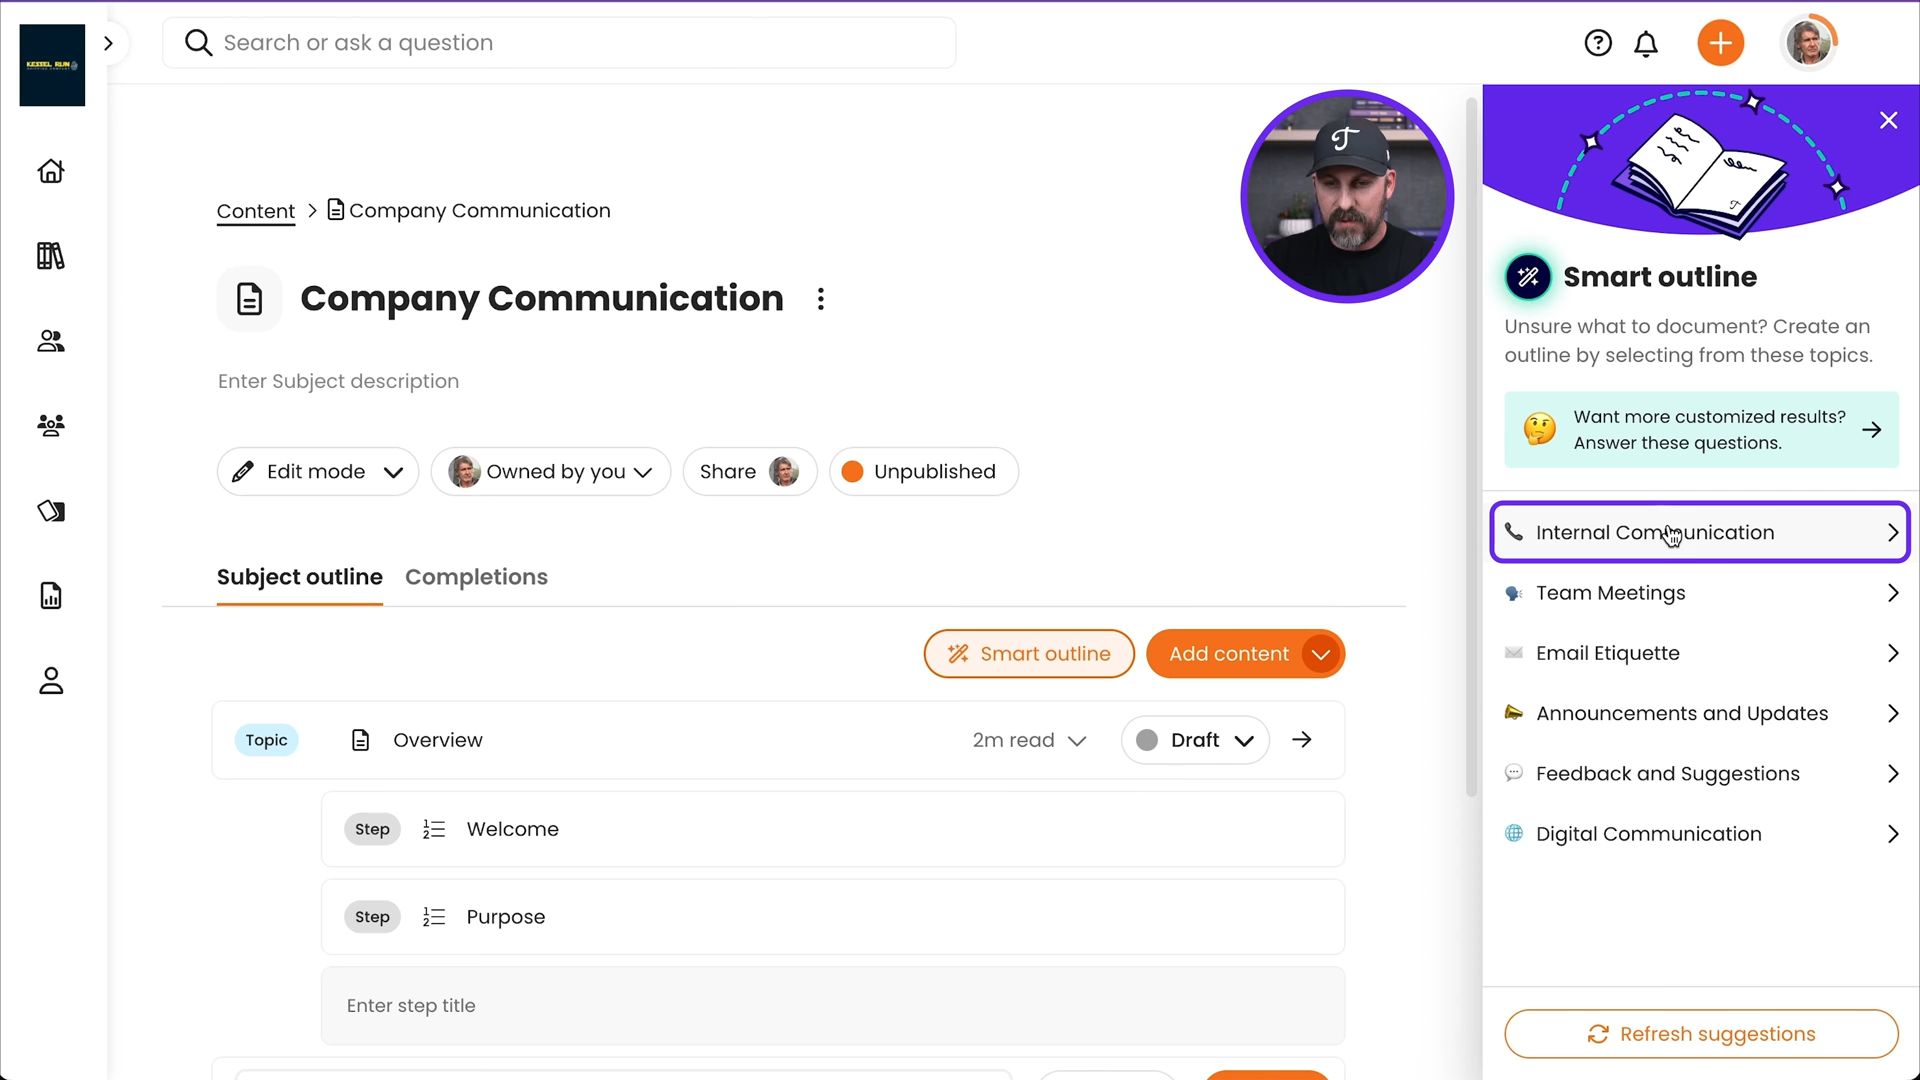 KESSEL RUN
Search or ask a question
Content > Company Communication
Company Communication
Enter Subject description
Edit mode
Owned by you
Share
Unpublished
Subject outline
Completions
Smart outline
Add content
Topic
Overview
2m read
Draft
Step
Welcome
Step
Purpose
Enter step title
Smart outline
Unsure what to document? Create an
outline by selecting from these topics.
Want more customized results?
Answer these questions.
Internal Communication
Team Meetings
Email Etiquette
Announcements and Updates
Feedback and Suggestions
Digital Communication
Refresh suggestions